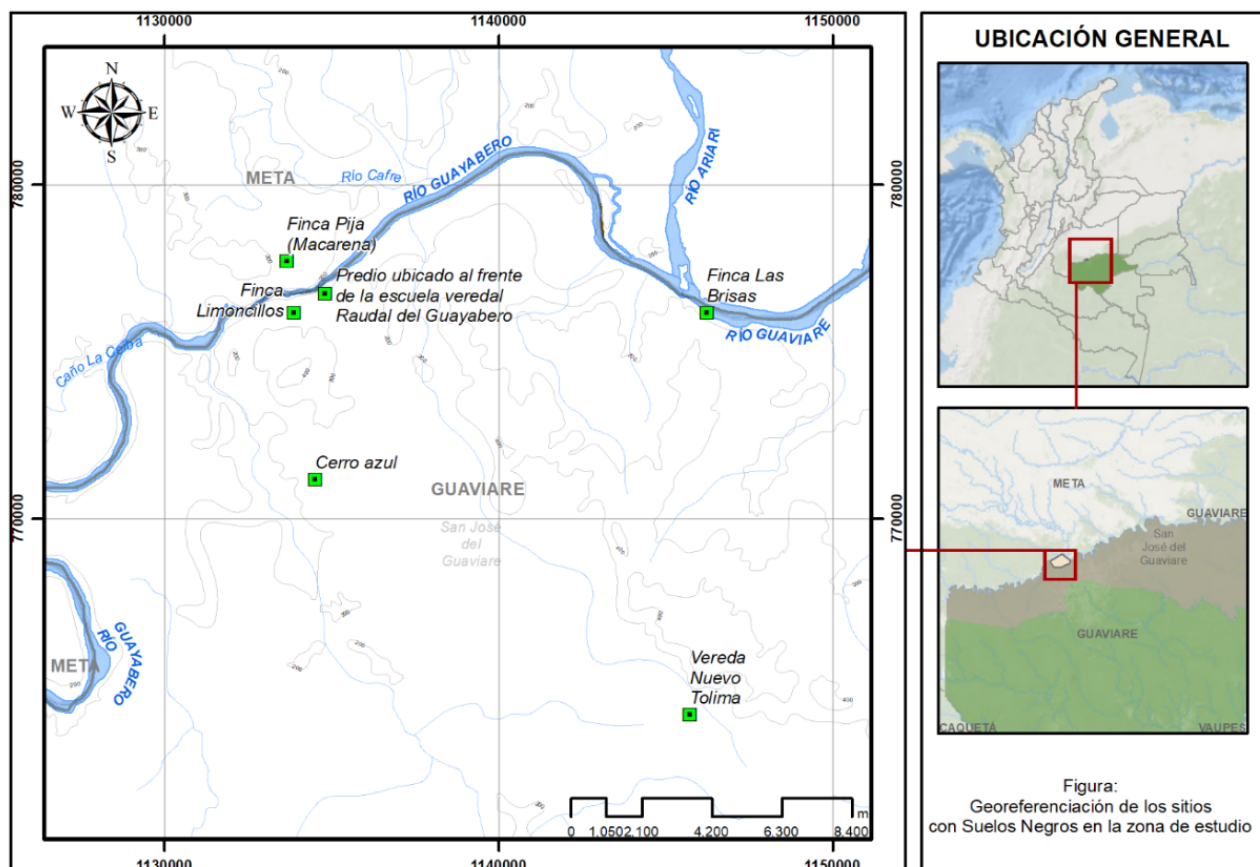 1130000
1140000
1150000
N
W
E
S
META
Río Cafre
RÍO GUAYABERO
RÍO ARIARI
780000
780000
Finca Pija
(Macarena)
Predio ubicado al frente
de la escuela veredal
Raudal del Guayabero
Finca
Limoncillos
Finca Las
Brisas
RÍO GUAVIARE
Caño La Ceiba
Cerro azul
GUAVIARE
770000
770000
San José
del
Guaviare
RÍO
GUAYABERO
META
Vereda
Nuevo
Tolima
m
0 1.050 2.100 4.200 6.300 8.400
1130000
1140000
1150000
UBICACIÓN GENERAL
META
GUAVIARE
San
José del
Guaviare
GUAVIARE
CAQUETÁ
VAUPES
Figura:
Georeferenciación de los sitios
con Suelos Negros en la zona de estudio